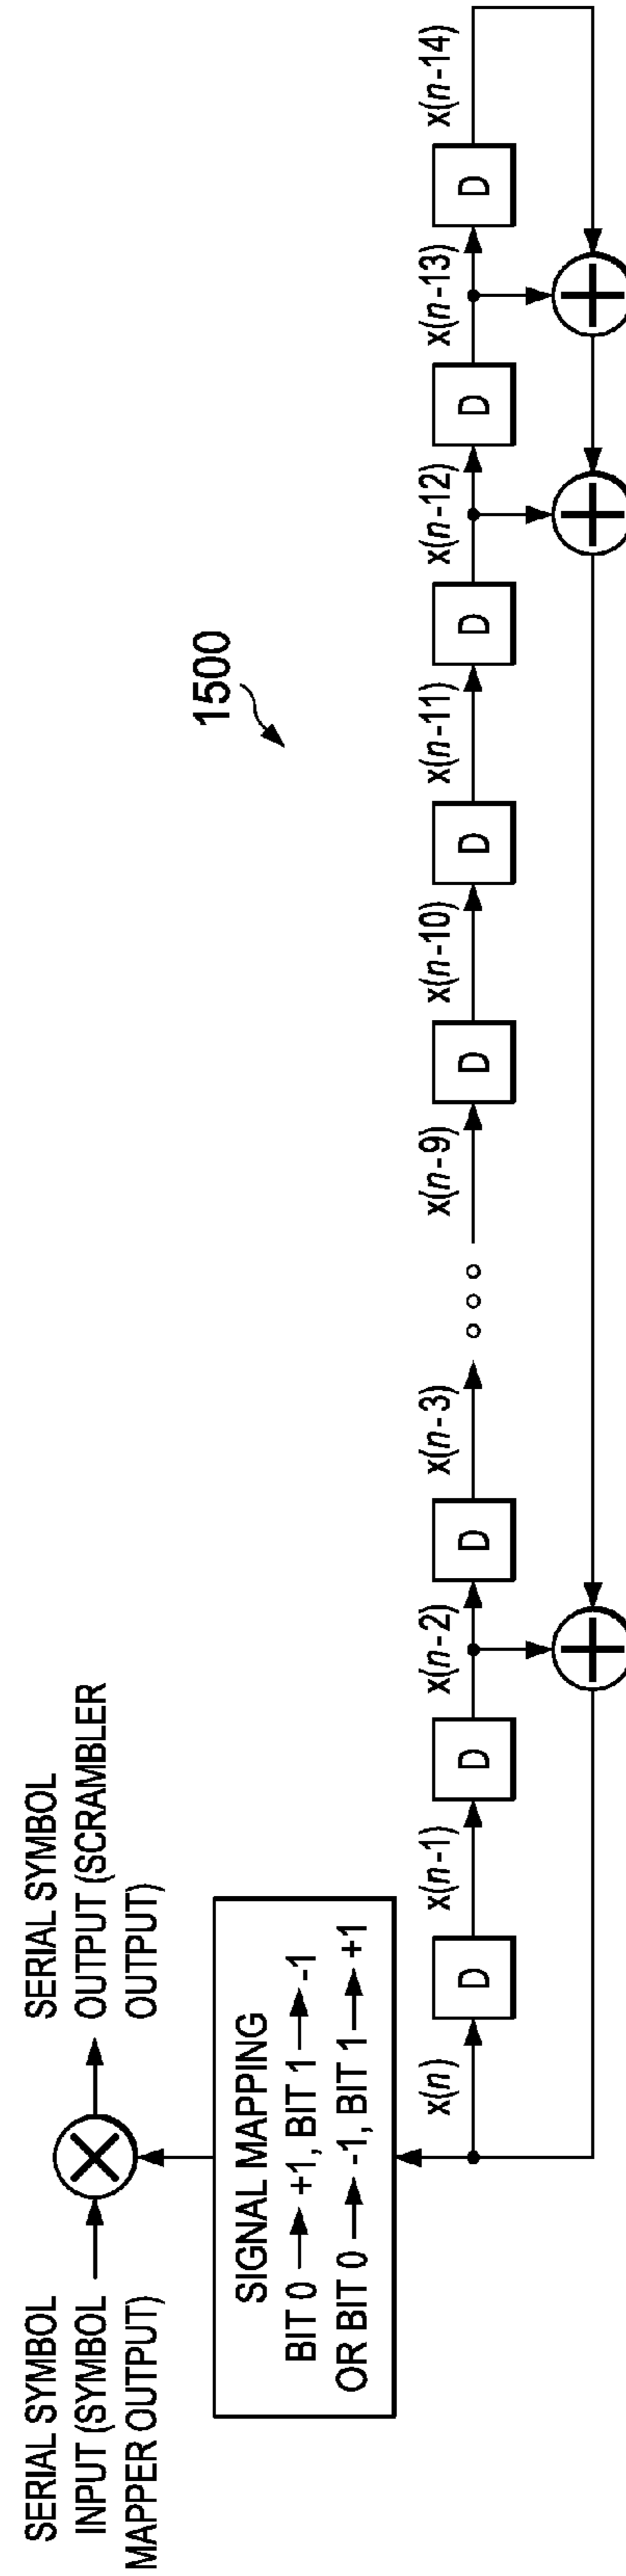 SERIAL SYMBOL
INPUT (SYMBOL
MAPPER OUTPUT)
SERIAL SYMBOL
OUTPUT (SCRAMBLER
OUTPUT)
1500
SIGNAL MAPPING
BIT 0 → +1, BIT 1 → -1
OR BIT 0 → -1, BIT 1 → +1
x(n)
D
x(n-1)
D
x(n-2)
D
x(n-3)
x(n-9)
D
x(n-10)
D
x(n-11)
D
x(n-12)
D
x(n-13)
D
x(n-14)